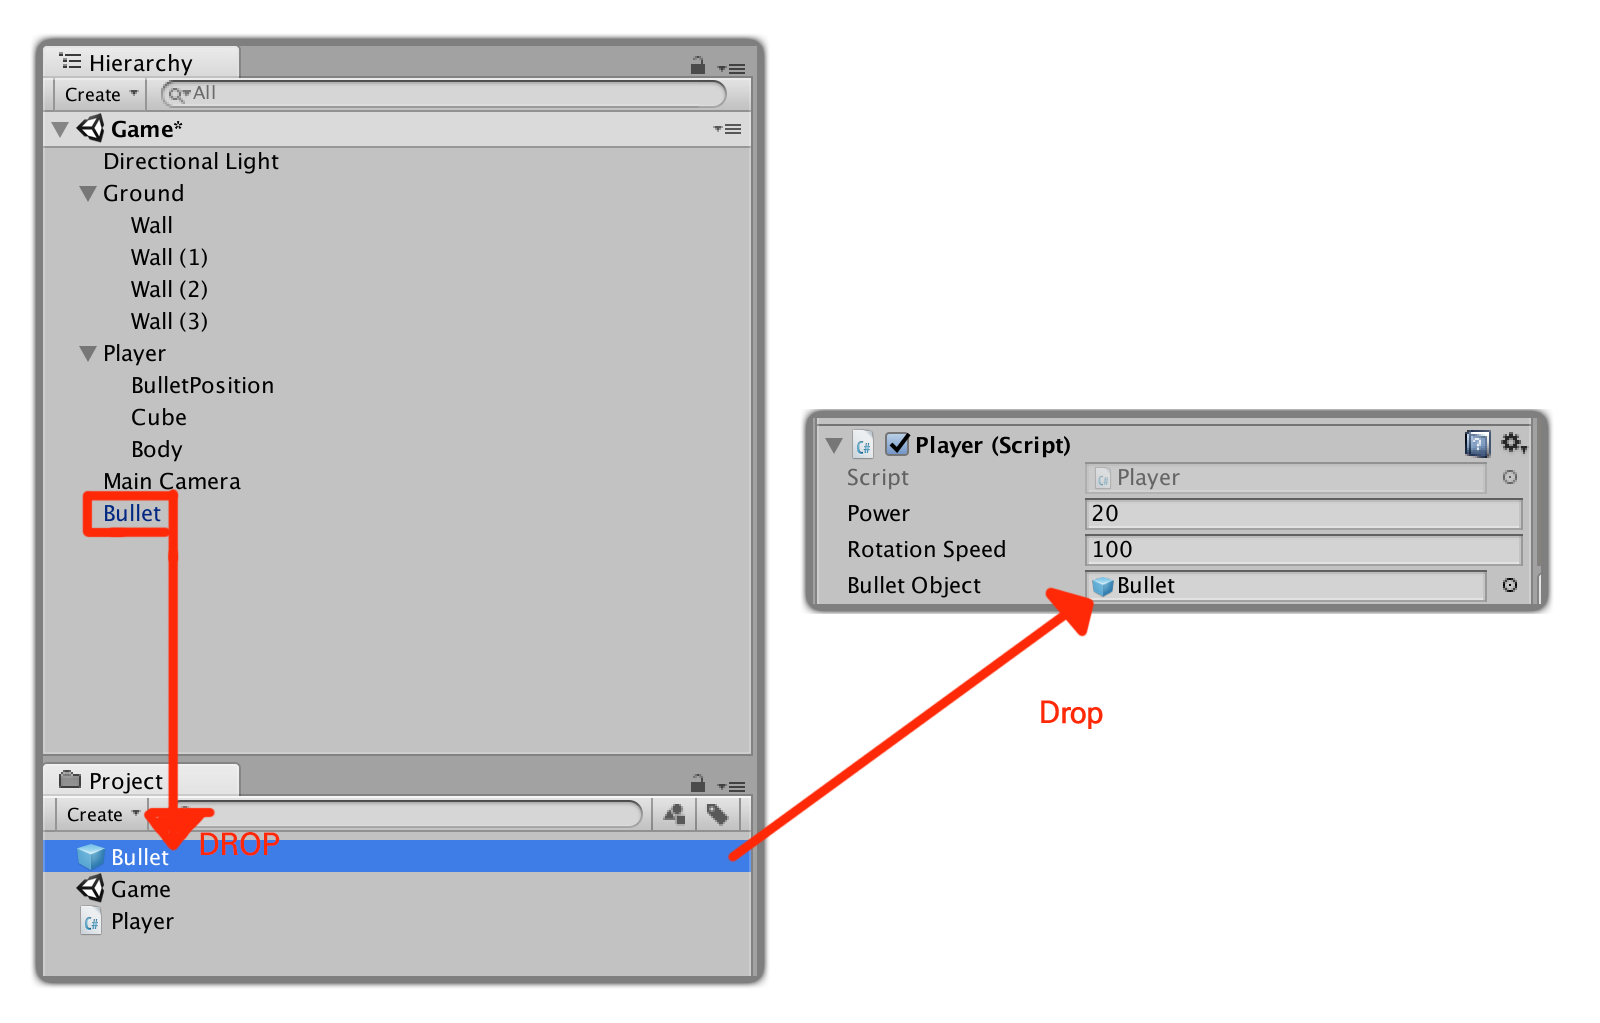 Hierarchy
Create
All
Game*
Directional Light
Ground
Wall
Wall (1)
Wall (2)
Wall (3)
Player
BulletPosition
Cube
Body
Main Camera
Bullet
Project
Create
DROP
Bullet
Game
C# Player
C# Player (Script)
Script C# Player
Power 20
Rotation Speed 100
Bullet Object Bullet
Drop